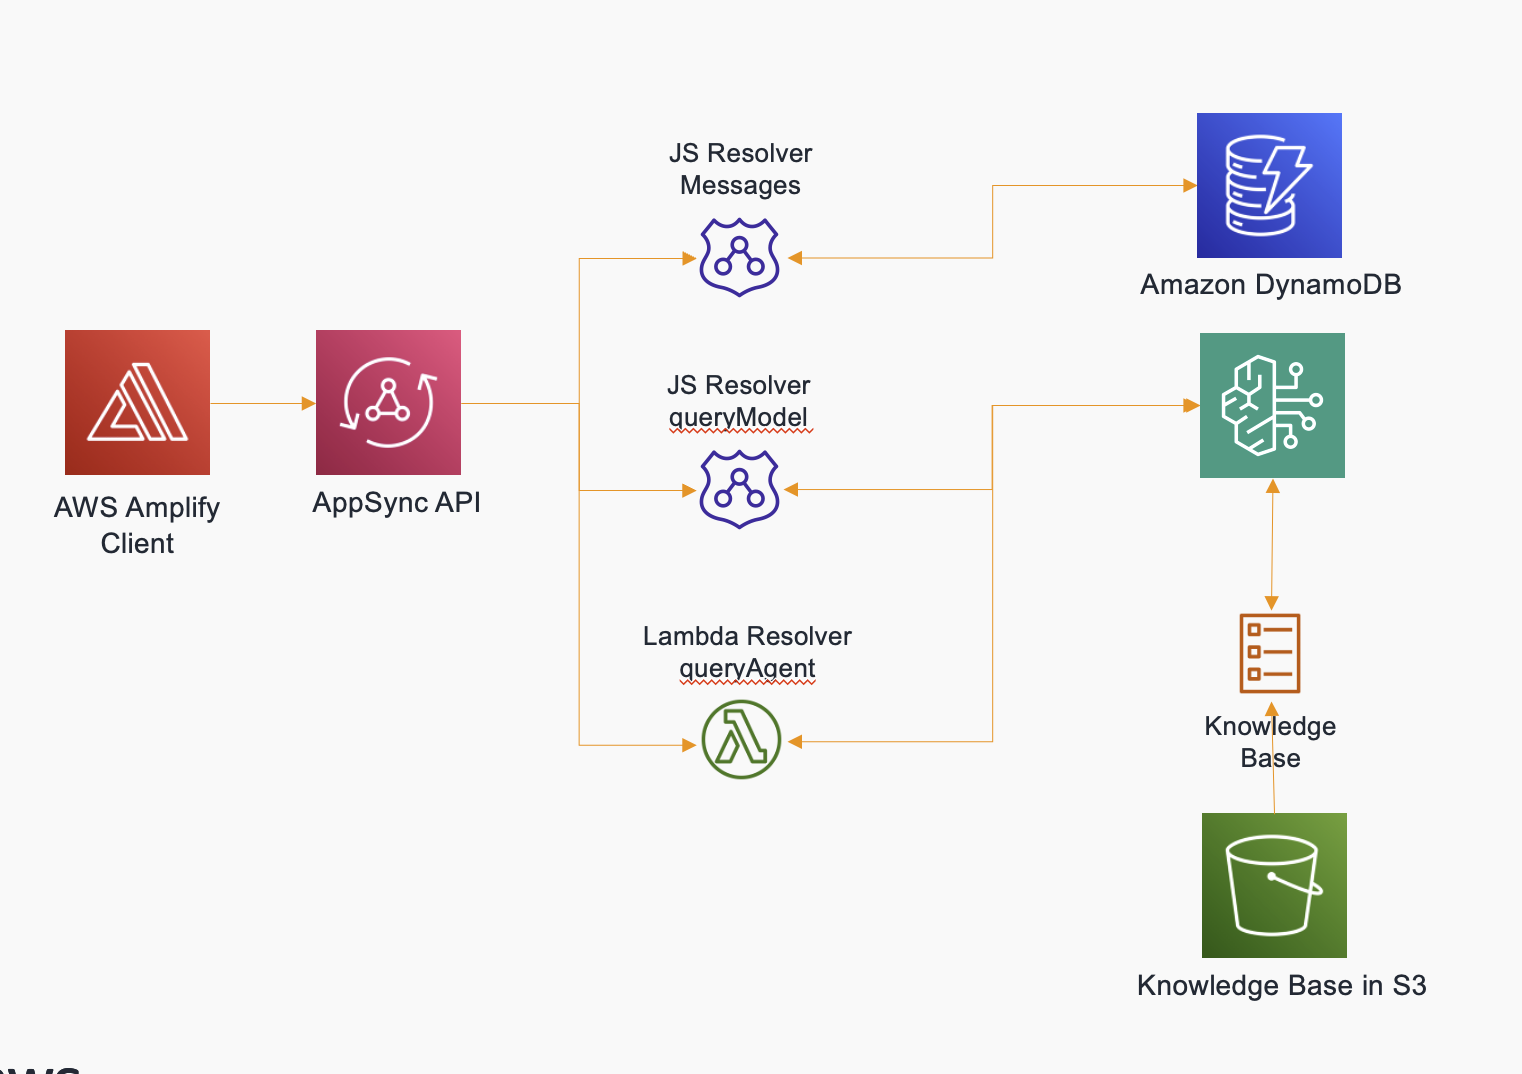 JS Resolver
Messages
Amazon DynamoDB
JS Resolver
queryModel
AWS Amplify
Client
AppSync API
Lambda Resolver
queryAgent
Knowledge
Base
Knowledge Base in S3